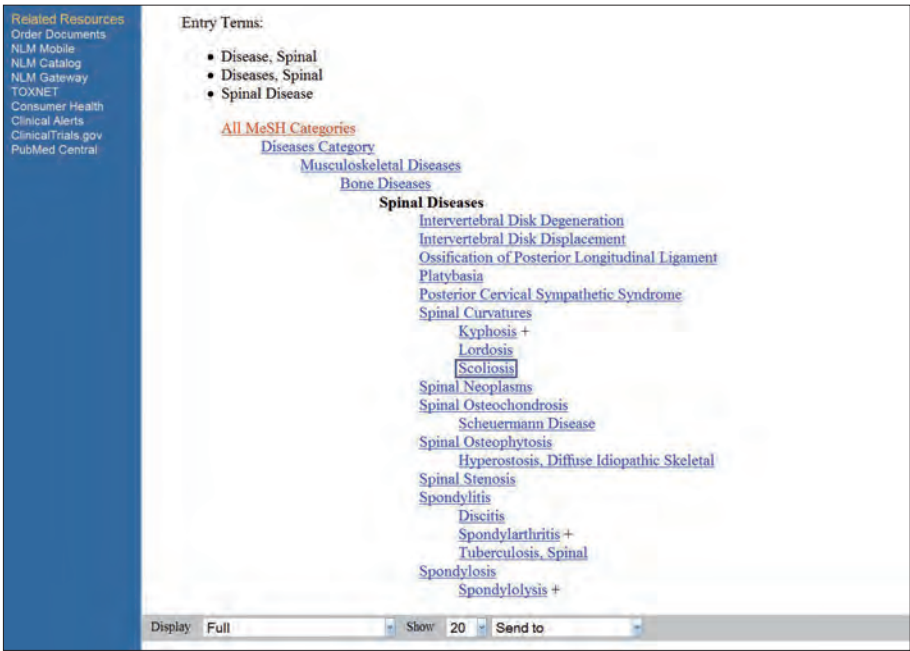 Related Resources
Order Documents
NLM Mobile
NLM Catalog
NLM Gateway
TOXNET
Consumer Health
Clinical Alerts
ClinicalTrials.gov
PubMed Central
Entry Terms:
• Disease, Spinal
• Diseases, Spinal
• Spinal Disease
All MeSH Categories
Diseases Category
Musculoskeletal Diseases
Bone Diseases
Spinal Diseases
Intervertebral Disk Degeneration
Intervertebral Disk Displacement
Ossification of Posterior Longitudinal Ligament
Platybasia
Posterior Cervical Sympathetic Syndrome
Spinal Curvatures
Kyphosis +
Lordosis
Scoliosis
Spinal Neoplasms
Spinal Osteochondrosis
Scheuermann Disease
Spinal Osteophytosis
Hyperostosis, Diffuse Idiopathic Skeletal
Spinal Stenosis
Spondylitis
Discitis
Spondylarthritis +
Tuberculosis, Spinal
Spondylosis
Spondylolysis +
Display Full Show 20 Send to